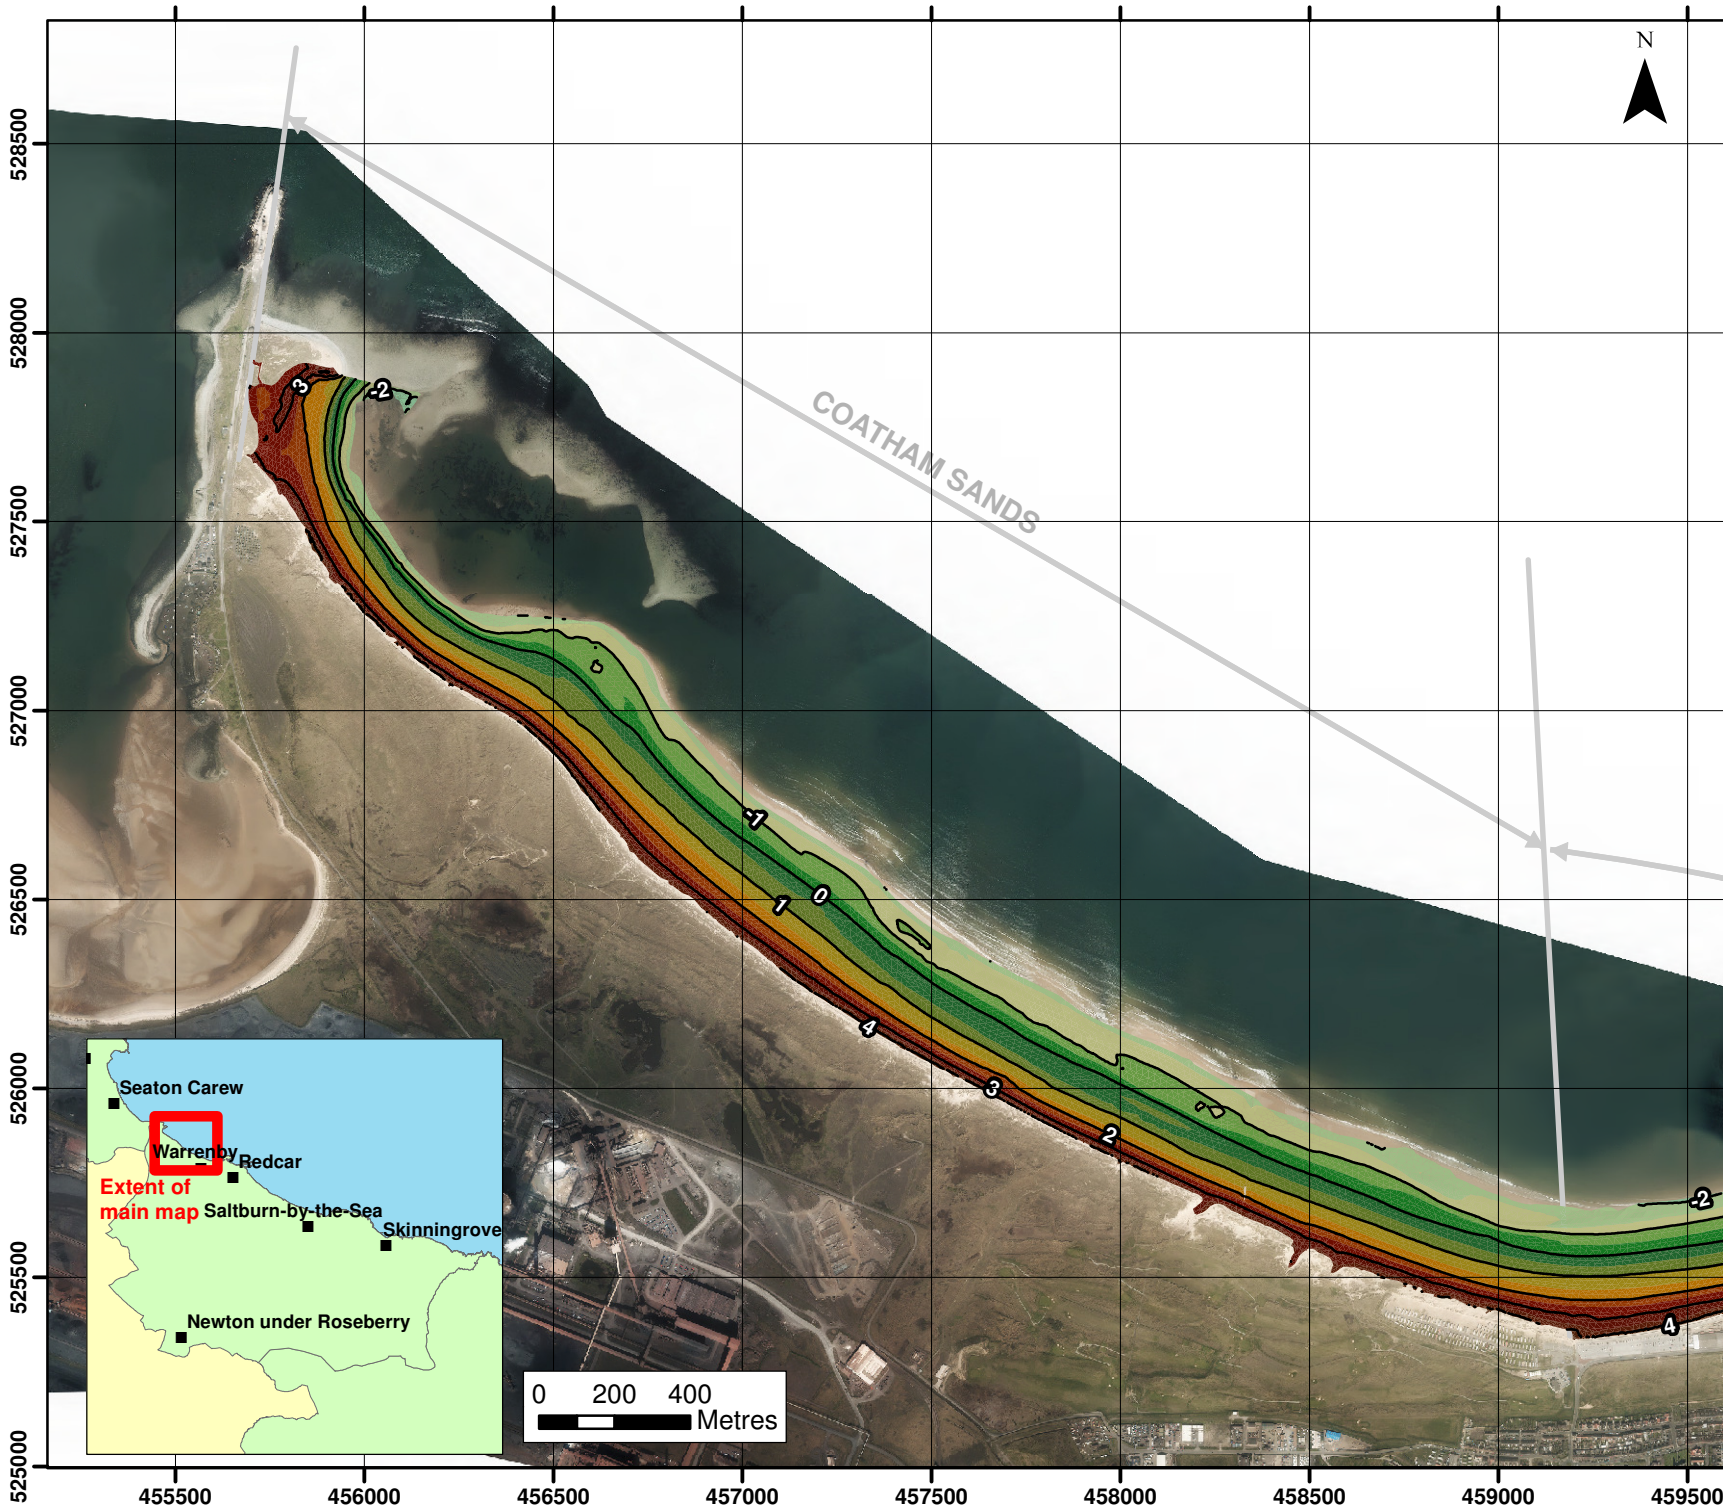 N
528500
528000
527500
527000
526500
526000
525500
525000
COATHAM SANDS
3
-2
-1
0
1
4
3
2
-2
4
Seaton Carew
Warrenby
Redcar
Extent of
main map
Saltburn-by-the-Sea
Skinningrove
Newton under Roseberry
0 200 400
Metres
455500 456000 456500 457000 457500 458000 458500 459000 459500